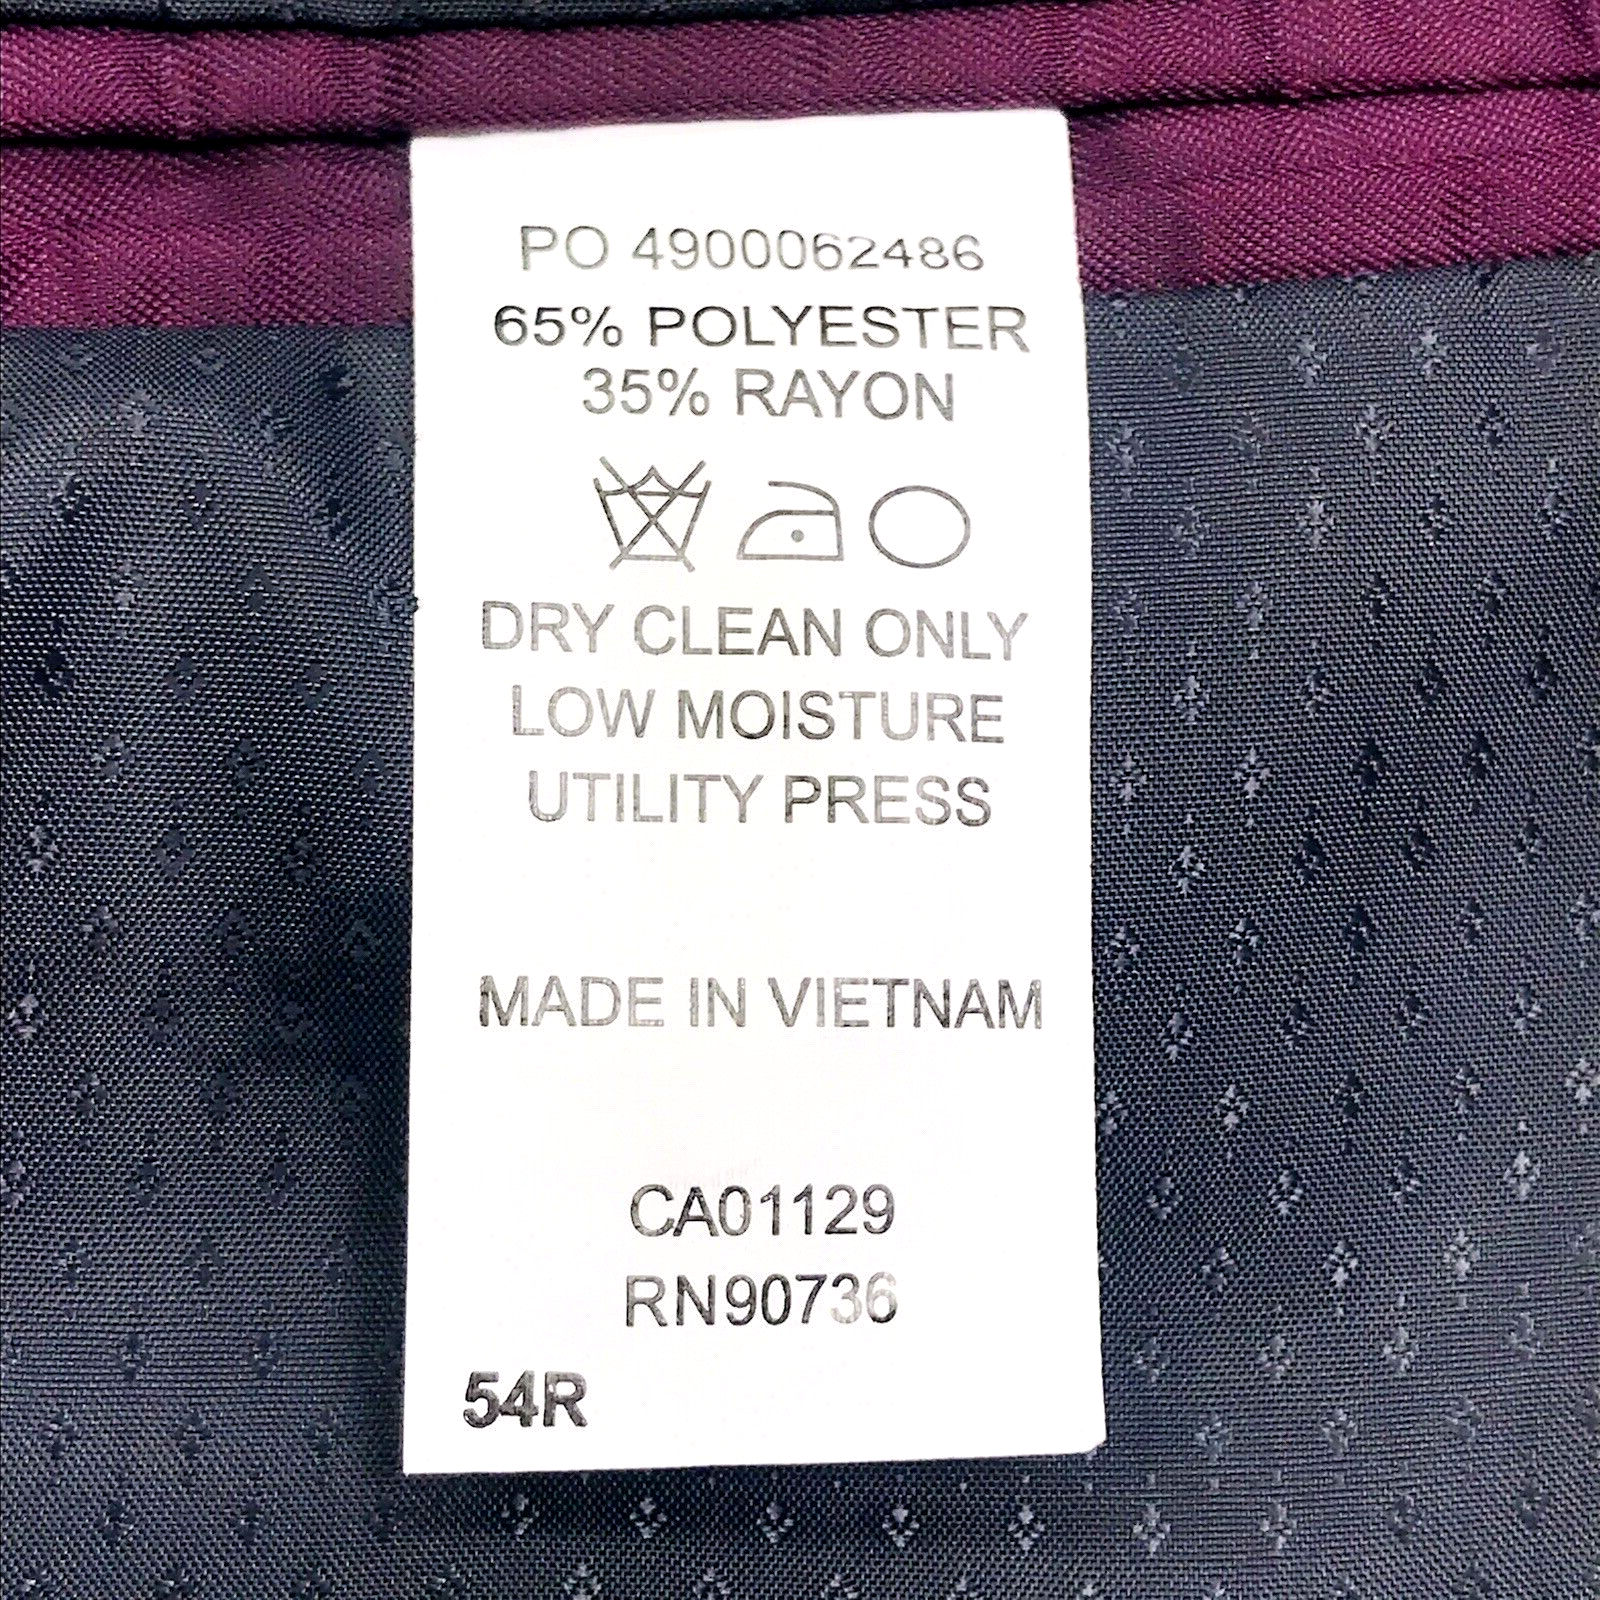 PO 4900062486
65% POLYESTER
35% RAYON
DRY CLEAN ONLY
LOW MOISTURE
UTILITY PRESS
MADE IN VIETNAM
CA01129
RN90736
54R